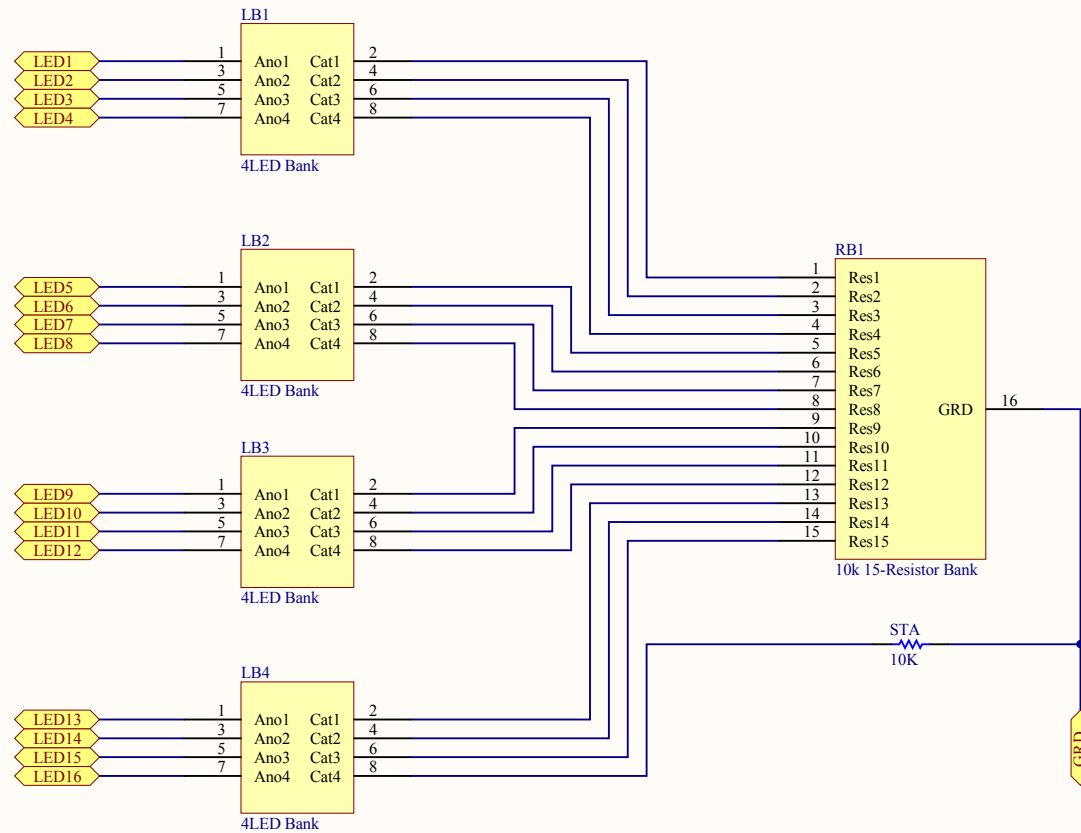 LB1
LED1 1 Ano1 Cat1 2
LED2 3 Ano2 Cat2 4
LED3 5 Ano3 Cat3 6
LED4 7 Ano4 Cat4 8
4LED Bank
LB2
LED5 1 Ano1 Cat1 2
LED6 3 Ano2 Cat2 4
LED7 5 Ano3 Cat3 6
LED8 7 Ano4 Cat4 8
4LED Bank
LB3
LED9 1 Ano1 Cat1 2
LED10 3 Ano2 Cat2 4
LED11 5 Ano3 Cat3 6
LED12 7 Ano4 Cat4 8
4LED Bank
LB4
LED13 1 Ano1 Cat1 2
LED14 3 Ano2 Cat2 4
LED15 5 Ano3 Cat3 6
LED16 7 Ano4 Cat4 8
4LED Bank
RB1
1 Res1
2 Res2
3 Res3
4 Res4
5 Res5
6 Res6
7 Res7
8 Res8 GRD 16
9 Res9
10 Res10
11 Res11
12 Res12
13 Res13
14 Res14
15 Res15
10k 15-Resistor Bank
STA
10K
GRD